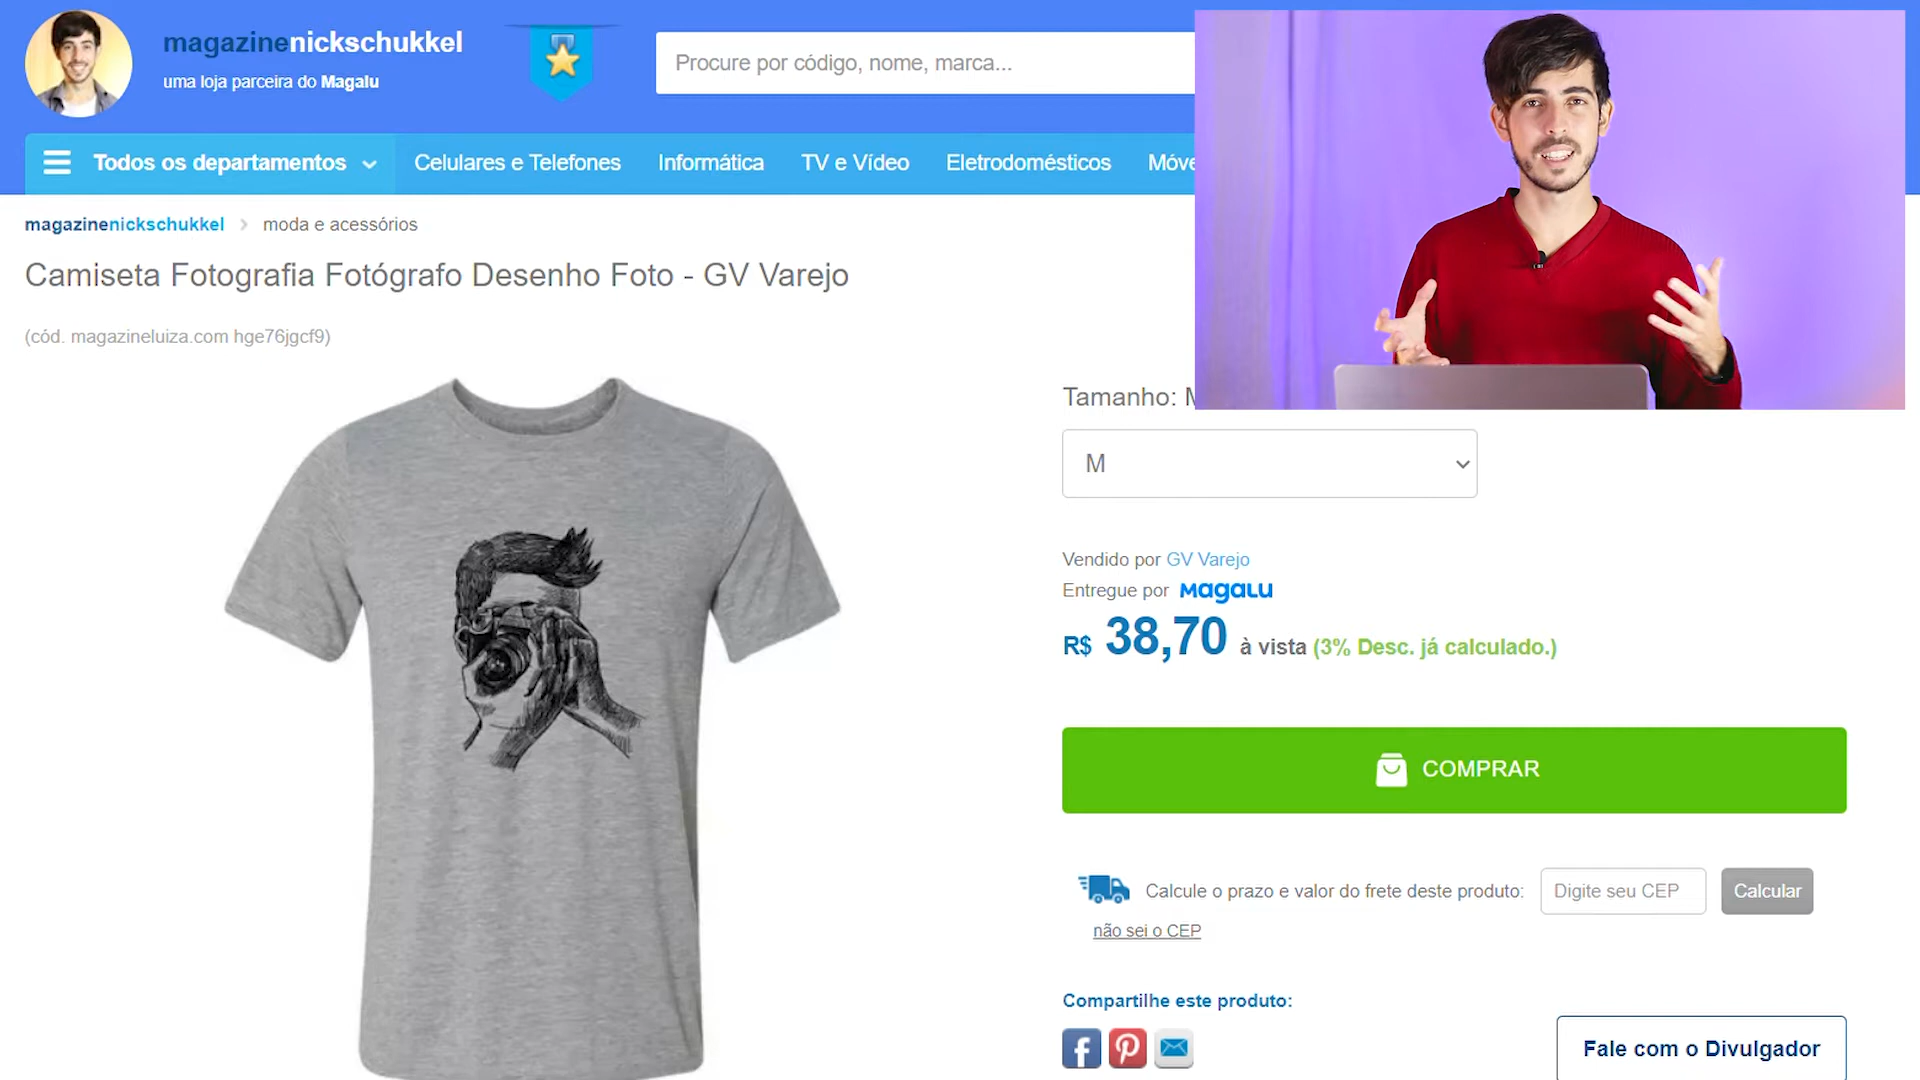 magazinenickschukkel
uma loja parceira do Magalu
Procure por código, nome, marca...
Todos os departamentos
Celulares e Telefones
Informática
TV e Vídeo
Eletrodomésticos
Móve
magazinenickschukkel
moda e acessórios
Camiseta Fotografia Fotógrafo Desenho Foto - GV Varejo
(cód. magazineluiza.com hge76jgcf9)
Tamanho: M
M
Vendido por GV Varejo
Entregue por Magalu
R$ 38,70 à vista (3% Desc. já calculado.)
COMPRAR
Calcule o prazo e valor do frete deste produto:
Digite seu CEP
Calcular
não sei o CEP
Compartilhe este produto:
Fale com o Divulgador